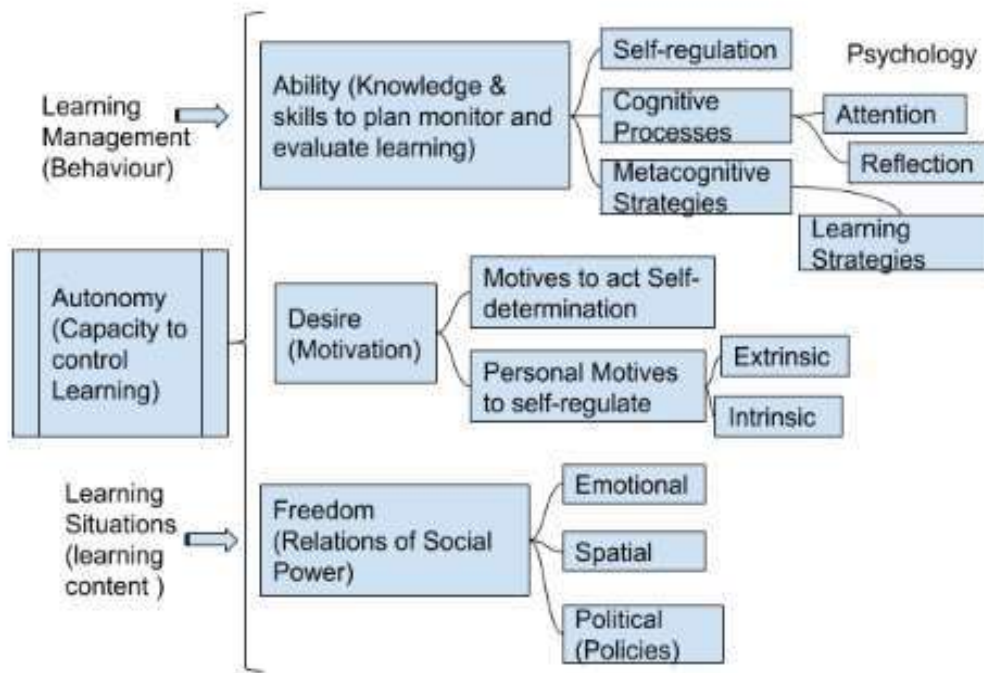 Learning
Management
(Behaviour)
Ability (Knowledge &
skills to plan monitor and
evaluate learning)
Self-regulation
Cognitive
Processes
Metacognitive
Strategies
Psychology
Attention
Reflection
Learning
Strategies
Autonomy
(Capacity to
control
Learning)
Desire
(Motivation)
Motives to act Self-
determination
Personal Motives
to self-regulate
Extrinsic
Intrinsic
Learning
Situations
(learning
content )
Freedom
(Relations of Social
Power)
Emotional
Spatial
Political
(Policies)